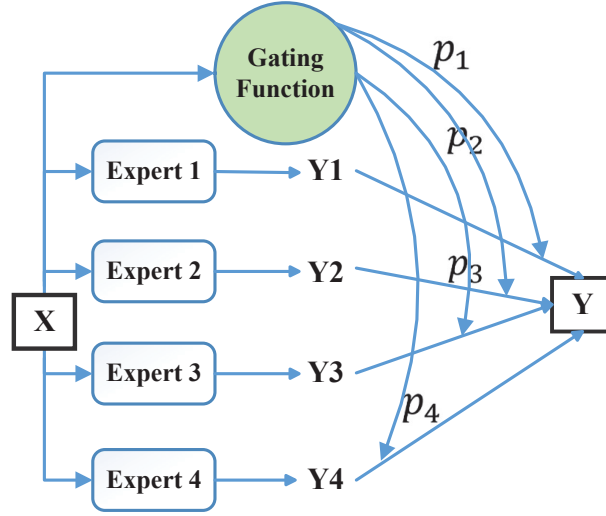 Gating
Function
p₁
p₂
Expert 1
Y1
Expert 2
Y2
p₃
X
Y
Expert 3
Y3
p₄
Expert 4
Y4